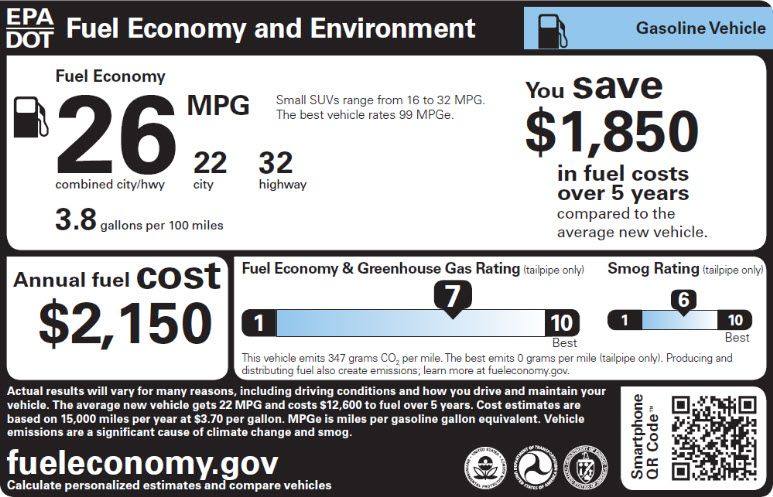 EPA
DOT
Fuel Economy and Environment
Gasoline Vehicle
Fuel Economy
26
MPG
combined city/hwy
22
city
32
highway
Small SUVs range from 16 to 32 MPG.
The best vehicle rates 99 MPGe.
3.8 gallons per 100 miles
You save
$1,850
in fuel costs
over 5 years
compared to the
average new vehicle.
Annual fuel cost
$2,150
Fuel Economy & Greenhouse Gas Rating (tailpipe only)
7
1
10
Best
Smog Rating (tailpipe only)
6
1
10
Best
This vehicle emits 347 grams CO₂ per mile. The best emits 0 grams per mile (tailpipe only). Producing and
distributing fuel also create emissions; learn more at fueleconomy.gov.
Actual results will vary for many reasons, including driving conditions and how you drive and maintain your
vehicle. The average new vehicle gets 22 MPG and costs $12,600 to fuel over 5 years. Cost estimates are
based on 15,000 miles per year at $3.70 per gallon. MPGe is miles per gasoline gallon equivalent. Vehicle
emissions are a significant cause of climate change and smog.
fueleconomy.gov
Calculate personalized estimates and compare vehicles
Smartphone
QR Code™